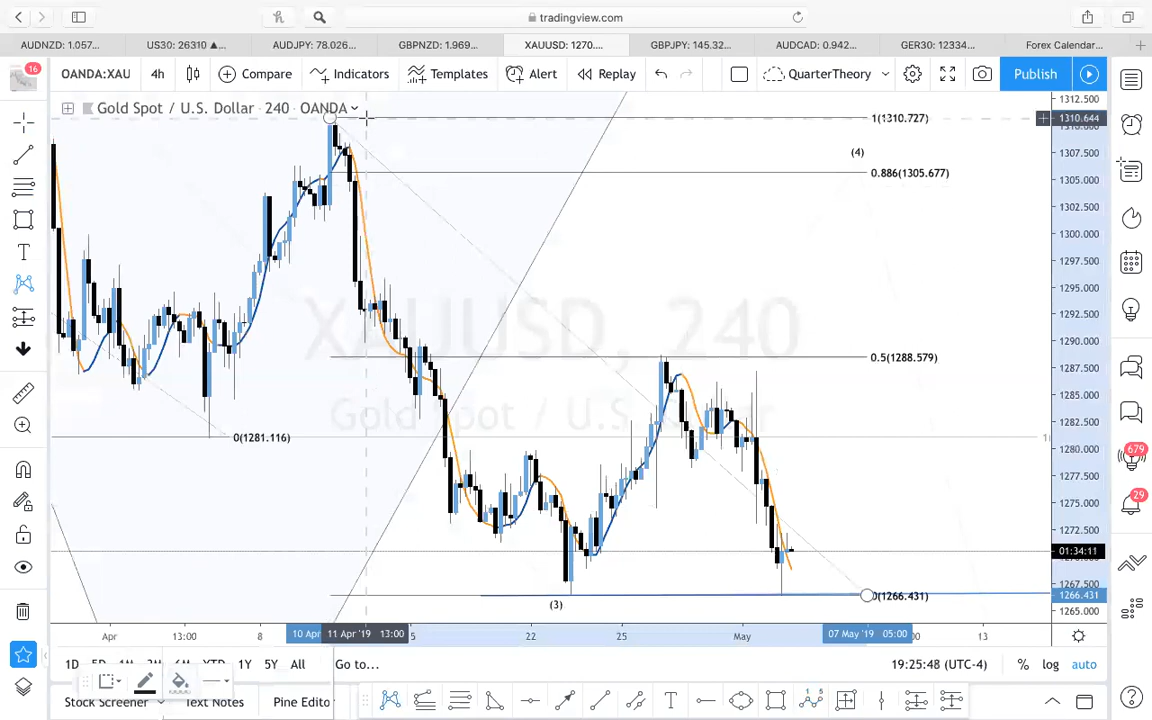 tradingview.com
AUDNZD: 1.057...
US30: 26310 ▲...
AUDJPY: 78.026...
GBPNZD: 1.969...
XAUUSD: 1270....
GBPJPY: 145.32...
AUDCAD: 0.942...
GER30: 12334...
Forex Calendar...
16
OANDA:XAU
4h
Compare
Indicators
Templates
Alert
Replay
QuarterTheory
Publish
Gold Spot / U.S. Dollar · 240 · OANDA
XAUUSD, 240
Gold Spot / U.S. Dollar
1(1310.727)
(4)
0.886(1305.677)
0.5(1288.579)
0(1281.116)
(3)
0(1266.431)
1312.500
1310.644
1307.500
1305.000
1302.500
1300.000
1297.500
1295.000
1292.500
1290.000
1287.500
1285.000
1282.500
1280.000
1277.500
1275.000
1272.500
01:34:11
1267.500
1266.431
1265.000
679
29
Apr
13:00
8
10 Apr
11 Apr '19 13:00
5
22
25
May
07 May '19 05:00
:00
13
1D
5D
1M
3M
6M
YTD
1Y
5Y
All
Go to...
19:25:48 (UTC-4)
%
log
auto
Stock Screener
Text Notes
Pine Edito